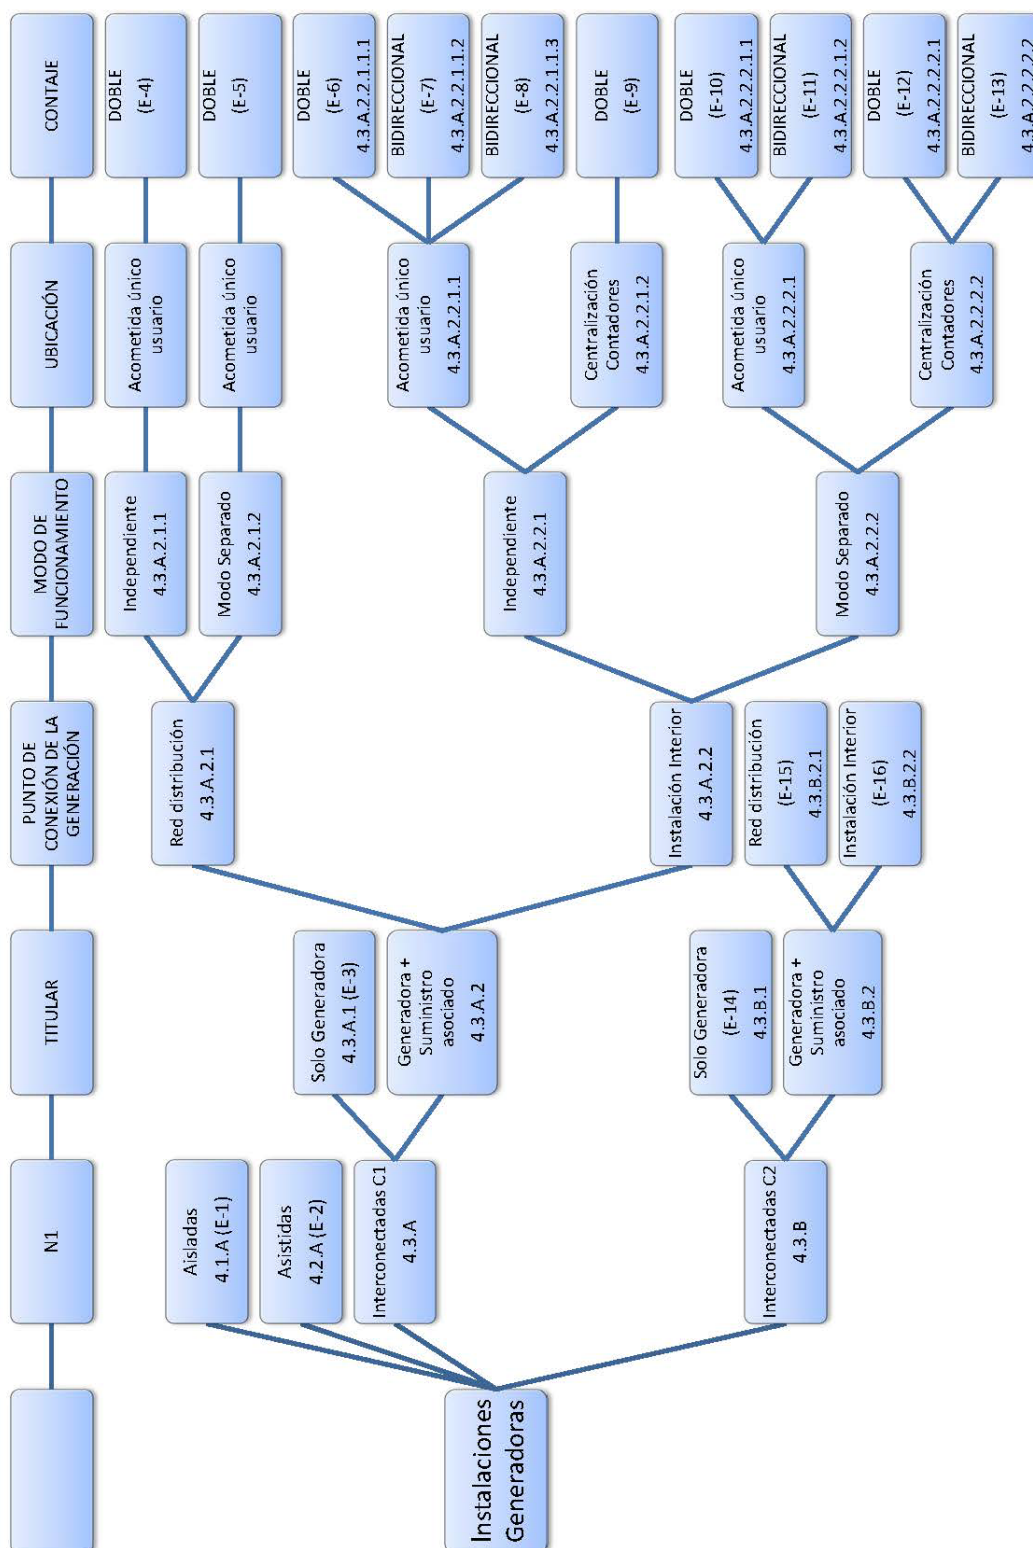 N1
TITULAR
PUNTO DE
CONEXIÓN DE LA
GENERACIÓN
MODO DE
FUNCIONAMIENTO
UBICACIÓN
CONTAJE
Instalaciones
Generadoras
Aisladas
4.1.A (E-1)
Asistidas
4.2.A (E-2)
Interconectadas C1
4.3.A
Solo Generadora
4.3.A.1 (E-3)
Generadora +
Suministro
asociado
4.3.A.2
Red distribución
4.3.A.2.1
Independiente
4.3.A.2.1.1
Acometida único
usuario
DOBLE
(E-4)
Modo Separado
4.3.A.2.1.2
Acometida único
usuario
DOBLE
(E-5)
Instalación Interior
4.3.A.2.2
Independiente
4.3.A.2.2.1
Acometida único
usuario
4.3.A.2.2.1.1
DOBLE
(E-6)
4.3.A.2.2.1.1.1
BIDIRECCIONAL
(E-7)
4.3.A.2.2.1.1.2
BIDIRECCIONAL
(E-8)
4.3.A.2.2.1.1.3
Centralización
Contadores
4.3.A.2.2.1.2
DOBLE
(E-9)
Modo Separado
4.3.A.2.2.2
Acometida único
usuario
4.3.A.2.2.2.1
DOBLE
(E-10)
4.3.A.2.2.2.1.1
BIDIRECCIONAL
(E-11)
4.3.A.2.2.2.1.2
Centralización
Contadores
4.3.A.2.2.2.2
DOBLE
(E-12)
4.3.A.2.2.2.2.1
BIDIRECCIONAL
(E-13)
4.3.A.2.2.2.2.2
Interconectadas C2
4.3.B
Solo Generadora
(E-14)
4.3.B.1
Generadora +
Suministro
asociado
4.3.B.2
Red distribución
(E-15)
4.3.B.2.1
Instalación Interior
(E-16)
4.3.B.2.2